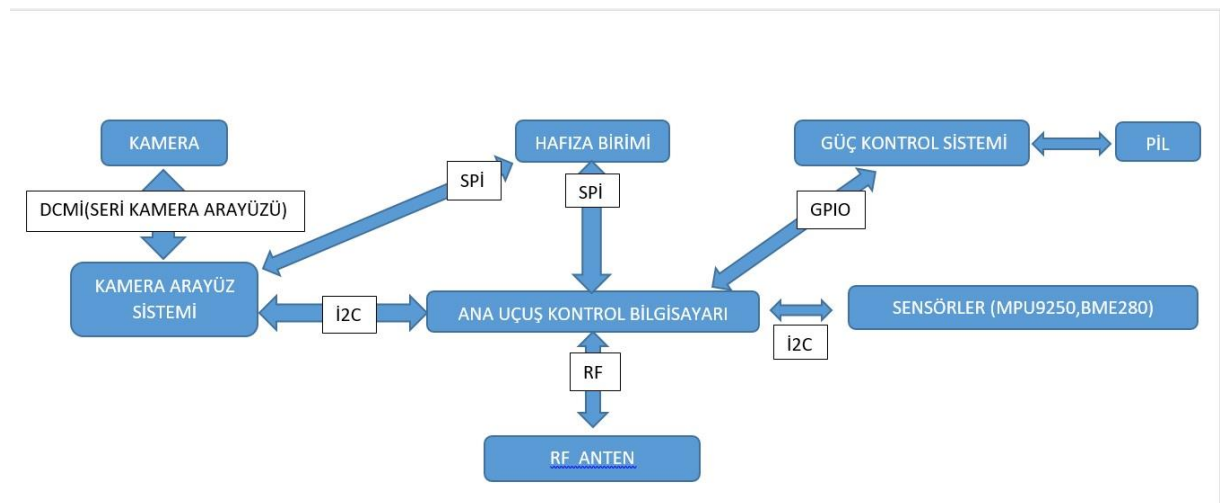 KAMERA
HAFIZA BİRİMİ
GÜÇ KONTROL SİSTEMİ
PİL
SPİ
SPİ
DCMİ(SERİ KAMERA ARAYÜZÜ)
GPIO
KAMERA ARAYÜZ
SİSTEMİ
İ2C
ANA UÇUŞ KONTROL BİLGİSAYARI
SENSÖRLER (MPU9250,BME280)
İ2C
RF
RF ANTEN